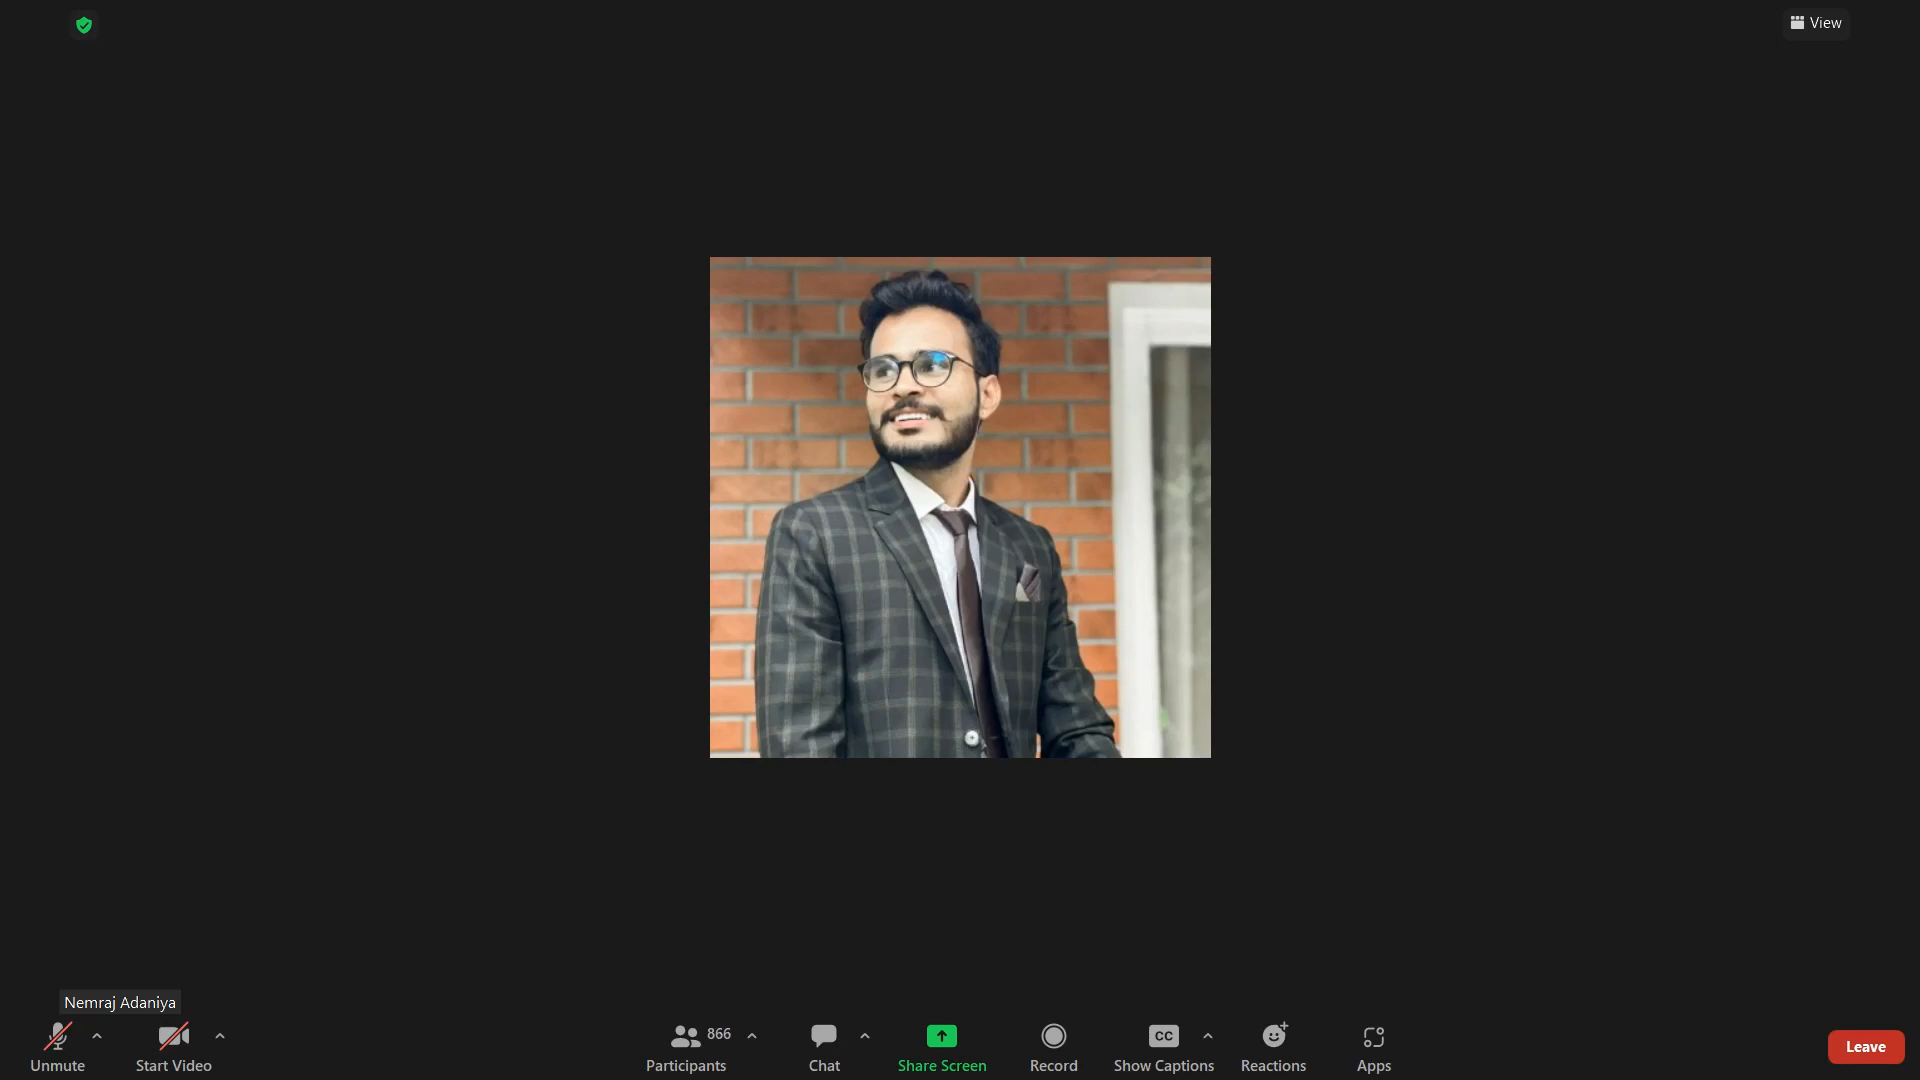 View
Nemraj Adaniya
Unmute
Start Video
866
Participants
Chat
Share Screen
Record
CC
Show Captions
Reactions
Apps
Leave